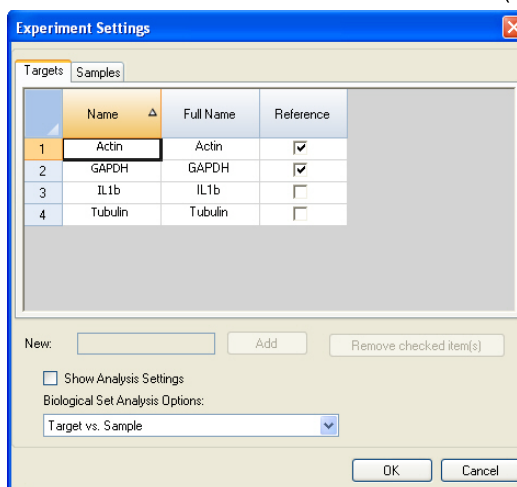 Experiment Settings
Targets Samples
Name Full Name Reference
1 Actin Actin
2 GAPDH GAPDH
3 IL1b IL1b
4 Tubulin Tubulin
New: Add Remove checked item(s)
Show Analysis Settings
Biological Set Analysis Options:
Target vs. Sample
OK Cancel